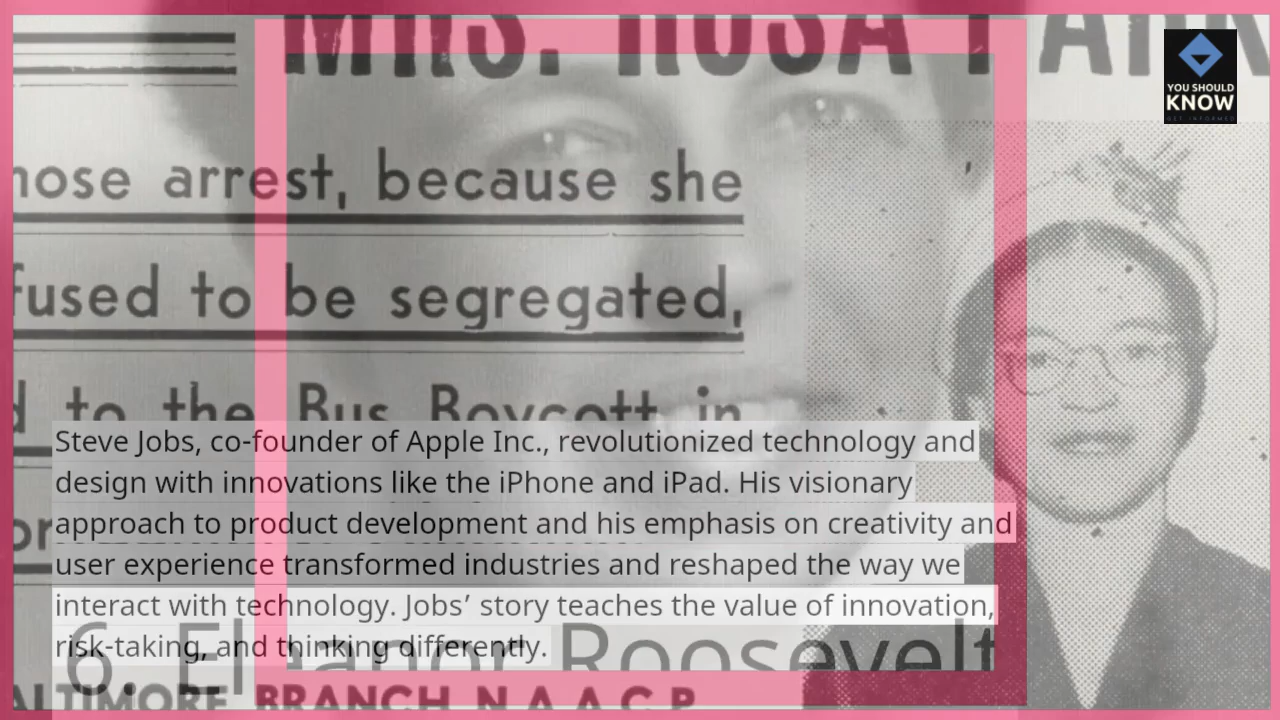 MRS. ROSA PARK
YOU SHOULD
KNOW
GET INFORMED
hose arrest, because she
fused to be segregated,
d to the Bus Boycott in
Steve Jobs, co-founder of Apple Inc., revolutionized technology and
design with innovations like the iPhone and iPad. His visionary
approach to product development and his emphasis on creativity and
user experience transformed industries and reshaped the way we
interact with technology. Jobs’ story teaches the value of innovation,
risk-taking, and thinking differently.
6. Eleanor Roosevelt
ALTIMORE BRANCH N.A.A.C.P.